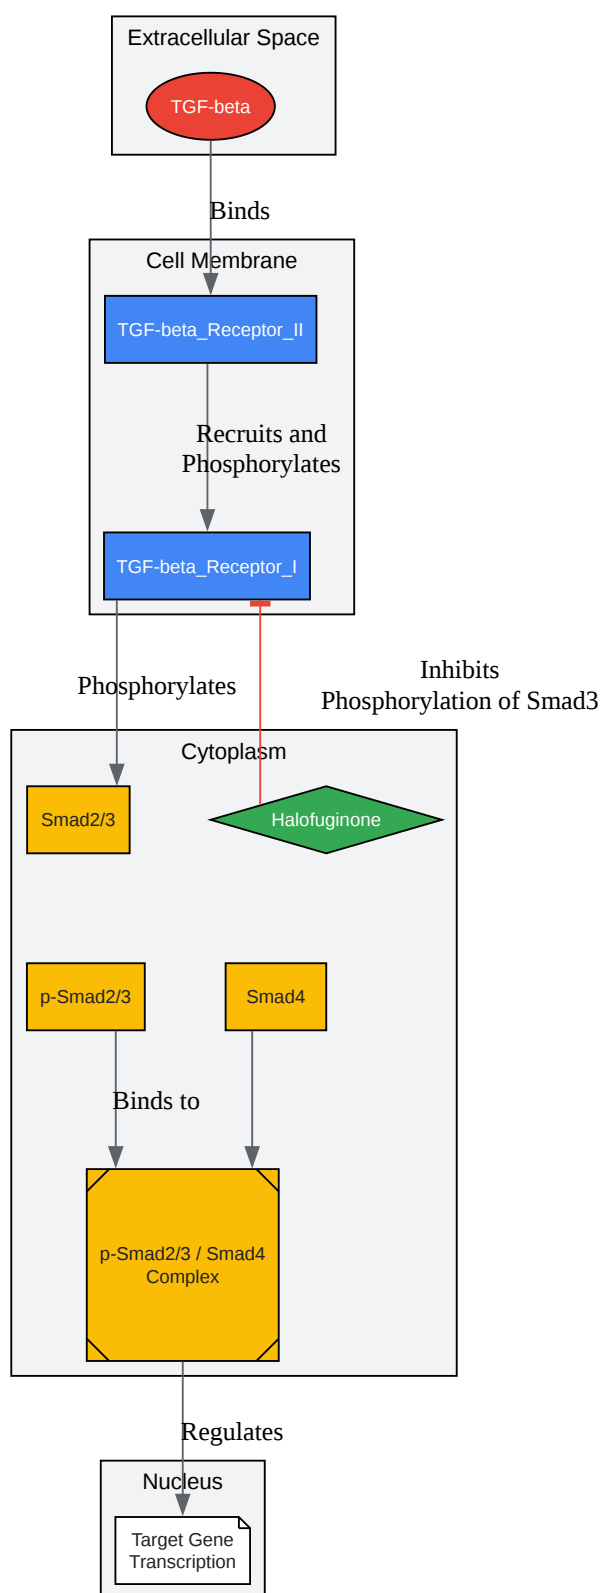 Extracellular Space
TGF-beta
Binds
Cell Membrane
TGF-beta_Receptor_II
Recruits and
Phosphorylates
TGF-beta_Receptor_I
Phosphorylates
Inhibits
Phosphorylation of Smad3
Cytoplasm
Smad2/3
Halofuginone
p-Smad2/3
Smad4
Binds to
p-Smad2/3 / Smad4
Complex
Regulates
Nucleus
Target Gene
Transcription